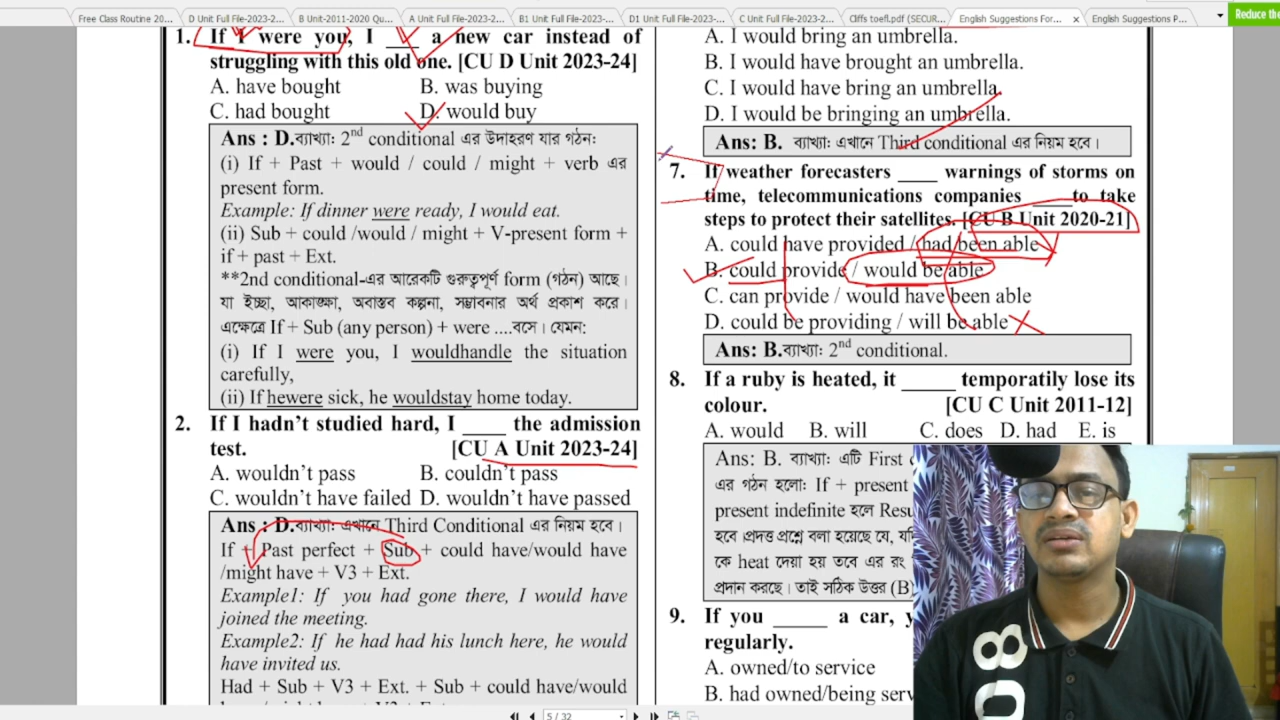 Free Class Routine 20...
D Unit Full File-2023-2...
B Unit-2011-2020 Qu...
A Unit Full File-2023-2...
B1 Unit Full File-2023-2...
D1 Unit Full File-2023-2...
C Unit Full File-2023-2...
Cliffs toefl.pdf (SECUR...
English Suggestions For...
English Suggestions P...
Reduce the
1. If I were you, I ___ a new car instead of
struggling with this old one. [CU D Unit 2023-24]
A. have bought B. was buying
C. had bought D. would buy
Ans : D.ব্যাখ্যা: 2nd conditional এর উদাহরণ যার গঠন:
(i) If + Past + would / could / might + verb এর
present form.
Example: If dinner were ready, I would eat.
(ii) Sub + could /would / might + V-present form +
if + past + Ext.
**2nd conditional-এর আরেকটি গুরুত্বপূর্ণ form (গঠন) আছে।
যা ইচ্ছা, আকাঙ্ক্ষা, অবাস্তব কল্পনা, সম্ভাবনার অর্থ প্রকাশ করে।
এক্ষেত্রে If + Sub (any person) + were ....বসে। যেমন:
(i) If I were you, I wouldhandle the situation
carefully,
(ii) If hewere sick, he wouldstay home today.
2. If I hadn't studied hard, I ____ the admission
test. [CU A Unit 2023-24]
A. wouldn't pass B. couldn't pass
C. wouldn't have failed D. wouldn't have passed
Ans : D.ব্যাখ্যা: এখানে Third Conditional এর নিয়ম হবে।
If + Past perfect + Sub + could have/would have
/might have + V3 + Ext.
Example1: If you had gone there, I would have
joined the meeting.
Example2: If he had had his lunch here, he would
have invited us.
Had + Sub + V3 + Ext. + Sub + could have/would
A. I would bring an umbrella.
B. I would have brought an umbrella.
C. I would have bring an umbrella.
D. I would be bringing an umbrella.
Ans: B. ব্যাখ্যা: এখানে Third conditional এর নিয়ম হবে।
7. If weather forecasters ____ warnings of storms on
time, telecommunications companies ____to take
steps to protect their satellites. [CU B Unit 2020-21]
A. could have provided / had been able
B. could provide / would be able
C. can provide / would have been able
D. could be providing / will be able
Ans: B.ব্যাখ্যা: 2nd conditional.
8. If a ruby is heated, it _____ temporatily lose its
colour. [CU C Unit 2011-12]
A. would B. will C. does D. had E. is
Ans: B. ব্যাখ্যা: এটি First
এর গঠন হলো: If + present
present indefinite হলে Resu
হবে।প্রদত্ত প্রশ্নে বলা হয়েছে যে,
কে heat দেয়া হয় তবে এর রং
প্রদান করছে। তাই সঠিক উত্তর (B)
9. If you _____ a car,
regularly.
A. owned/to service
B. had owned/being serv
5 / 32